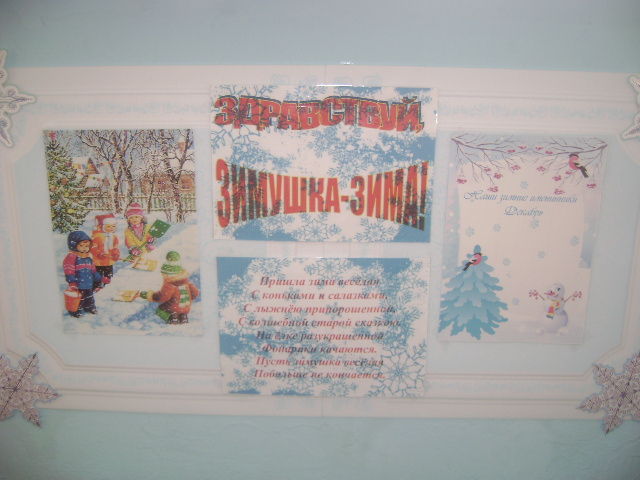 ЗДРАВСТВУЙ,
ЗИМУШКА-ЗИМА!
Пришла зима весёлая
С коньками и салазками,
С лыжнёю припорошенной,
С волшебной старой сказкою.
На ёлке разукрашенной
Фонарики качаются.
Пусть зимушка весёлая
Подольше не кончается.
Наши зимние именинники
Декабрь